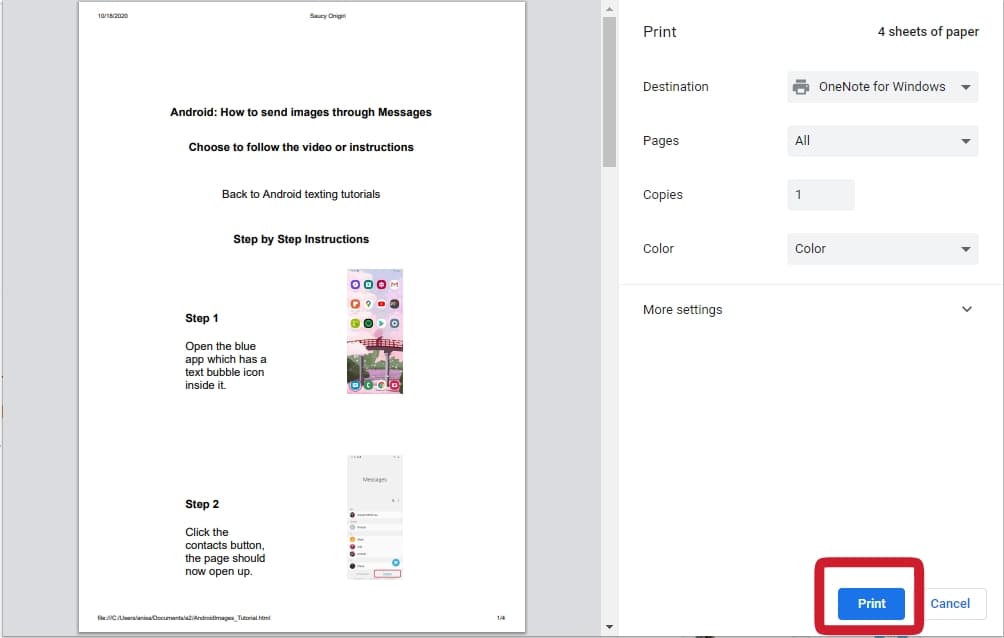 10/18/2020
Saucy Onigiri
Android: How to send images through Messages
Choose to follow the video or instructions
Back to Android texting tutorials
Step by Step Instructions
Step 1
Open the blue
app which has a
text bubble icon
inside it.
Messages
Step 2
Click the
contacts button,
the page should
now open up.
file:///C:/Users/anisa/Documents/a2/AndroidImages_Tutorial.html
1/4
Print
4 sheets of paper
Destination
OneNote for Windows
Pages
All
Copies
1
Color
Color
More settings
Print
Cancel